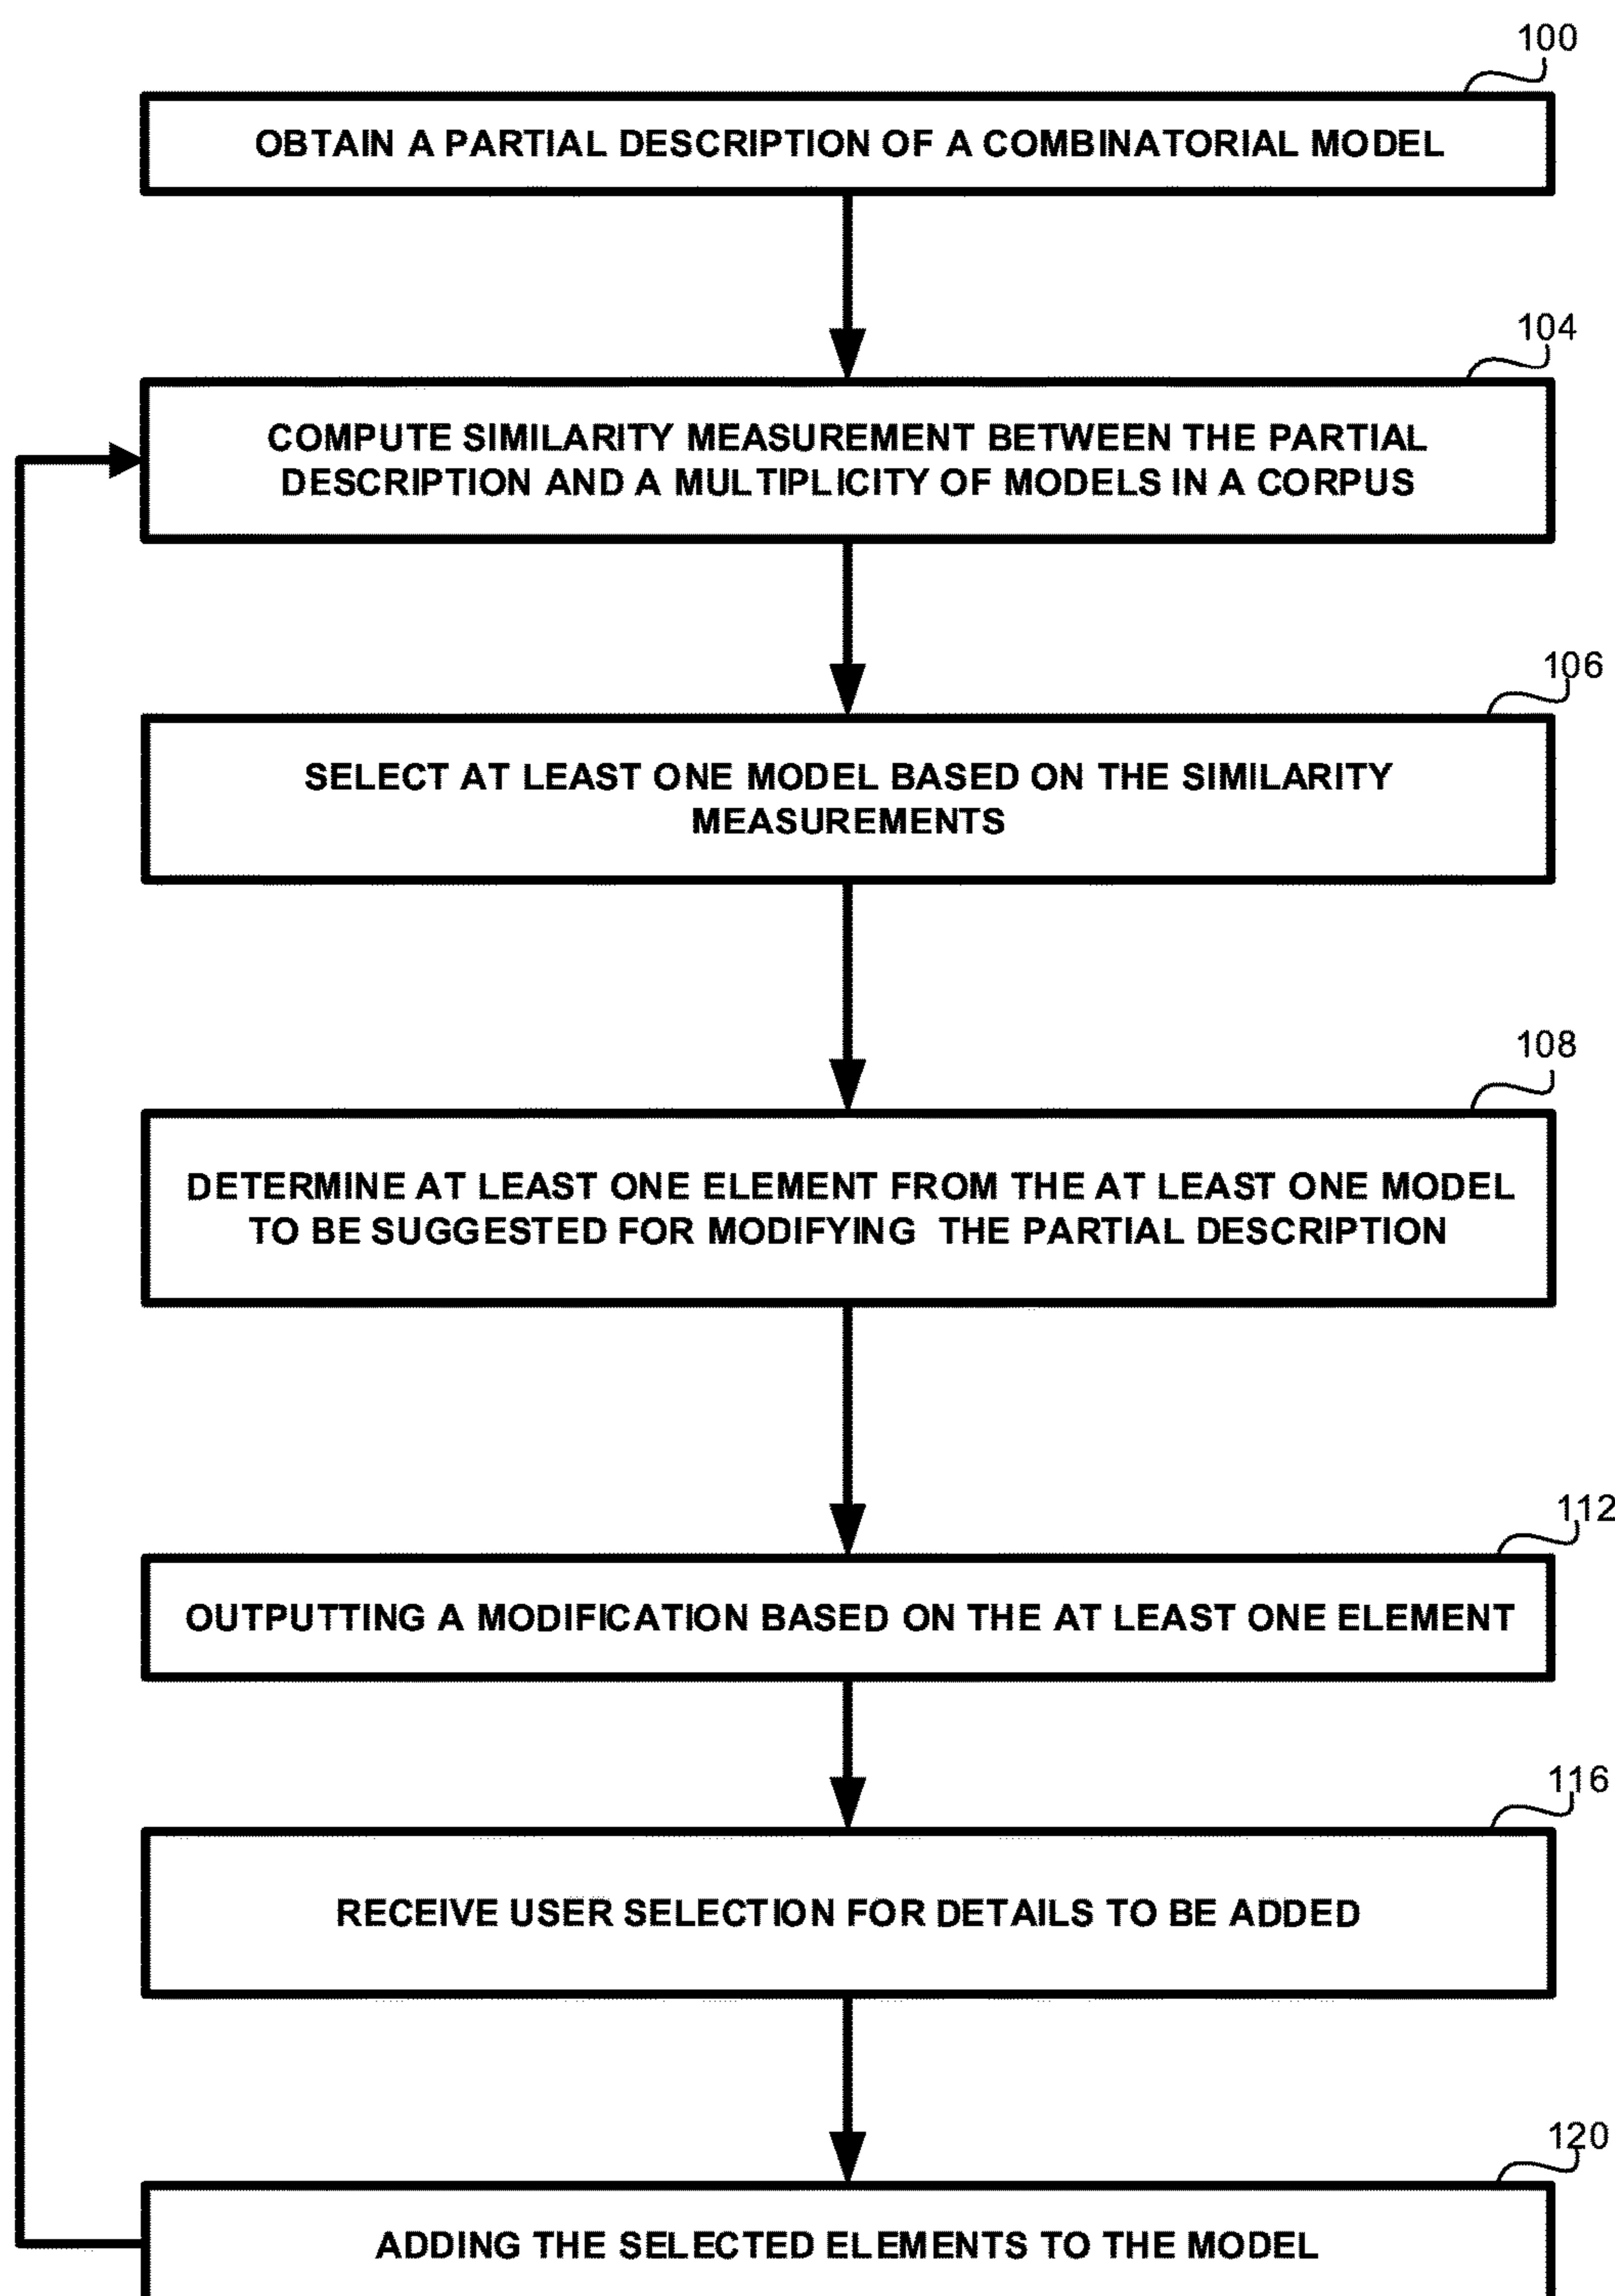 100
OBTAIN A PARTIAL DESCRIPTION OF A COMBINATORIAL MODEL
104
COMPUTE SIMILARITY MEASUREMENT BETWEEN THE PARTIAL
DESCRIPTION AND A MULTIPLICITY OF MODELS IN A CORPUS
106
SELECT AT LEAST ONE MODEL BASED ON THE SIMILARITY
MEASUREMENTS
108
DETERMINE AT LEAST ONE ELEMENT FROM THE AT LEAST ONE MODEL
TO BE SUGGESTED FOR MODIFYING THE PARTIAL DESCRIPTION
112
OUTPUTTING A MODIFICATION BASED ON THE AT LEAST ONE ELEMENT
116
RECEIVE USER SELECTION FOR DETAILS TO BE ADDED
120
ADDING THE SELECTED ELEMENTS TO THE MODEL